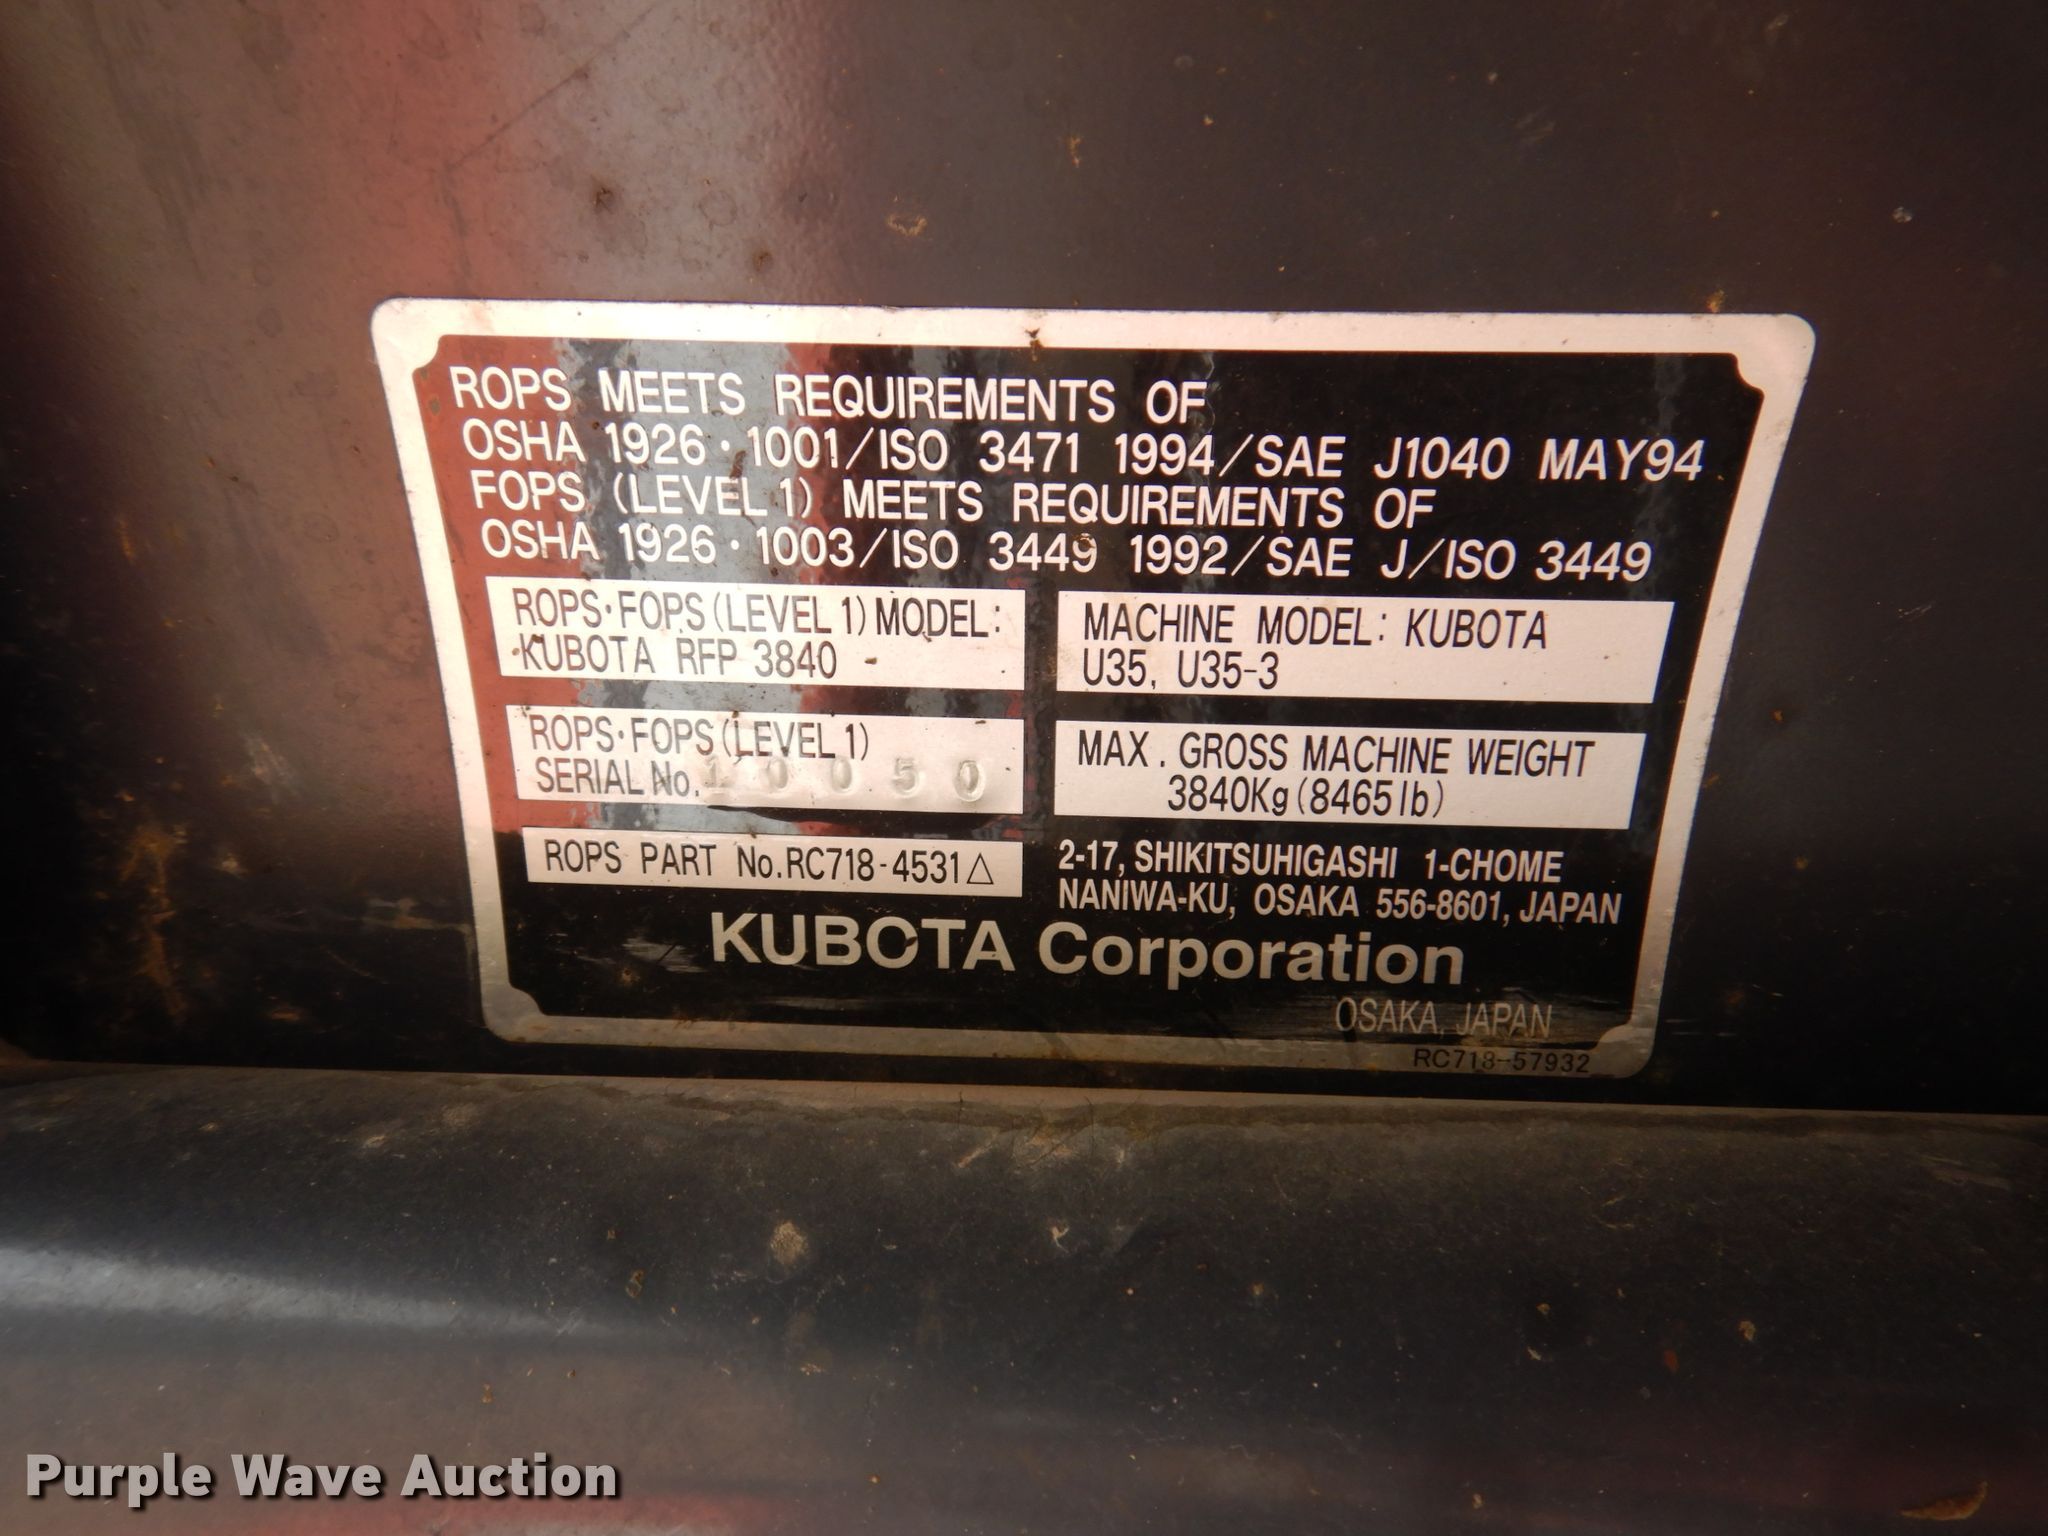 ROPS MEETS REQUIREMENTS OF
OSHA 1926・1001/ISO 3471 1994/SAE J1040 MAY94
FOPS (LEVEL 1) MEETS REQUIREMENTS OF
OSHA 1926・1003/ISO 3449 1992/SAE J/ISO 3449
ROPS・FOPS (LEVEL 1) MODEL:
KUBOTA RFP 3840
MACHINE MODEL: KUBOTA
U35, U35-3
ROPS・FOPS (LEVEL 1)
SERIAL No. 10050
MAX. GROSS MACHINE WEIGHT
3840Kg (8465lb)
ROPS PART No. RC718-4531△
2-17, SHIKITSUHIGASHI 1-CHOME
NANIWA-KU, OSAKA 556-8601, JAPAN
KUBOTA Corporation
OSAKA, JAPAN
RC718-57932
Purple Wave Auction